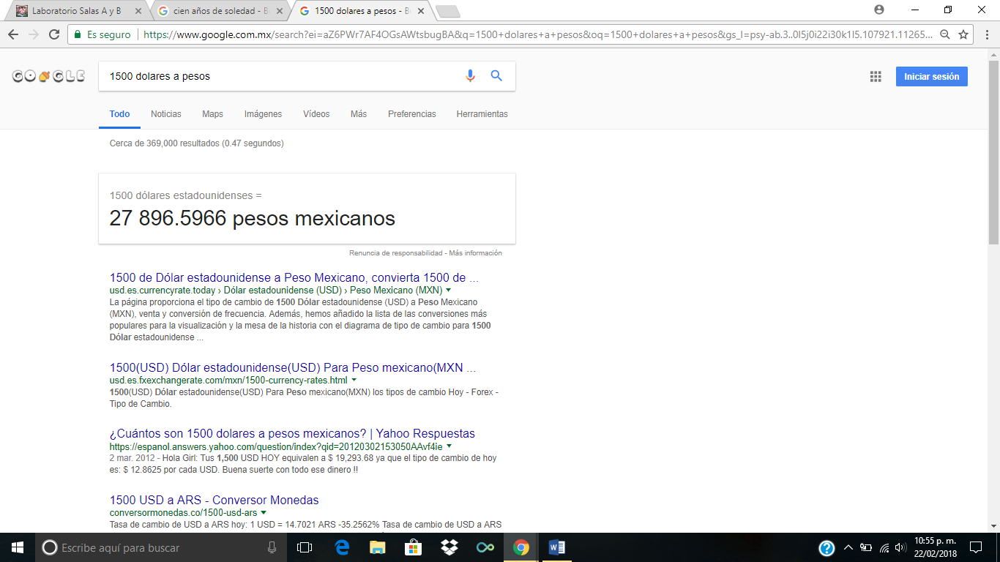 Laboratorio Salas A y B
cien años de soledad - B
1500 dolares a pesos - B
Es seguro
https://www.google.com.mx/search?ei=aZ6PWr7AF4OGsAWtsbugBA&q=1500+dolares+a+pesos&oq=1500+dolares+a+pesos&gs_l=psy-ab.3..0l5j0i22i30k1l5.107921.11265...
GOOGLE
1500 dolares a pesos
Iniciar sesión
Todo Noticias Maps Imágenes Vídeos Más Preferencias Herramientas
Cerca de 369,000 resultados (0.47 segundos)
1500 dólares estadounidenses =
27 896.5966 pesos mexicanos
Renuncia de responsabilidad - Más información
1500 de Dólar estadounidense a Peso Mexicano, convierta 1500 de ...
usd.es.currencyrate.today › Dólar estadounidense (USD) › Peso Mexicano (MXN)
La página proporciona el tipo de cambio de 1500 Dólar estadounidense (USD) a Peso Mexicano
(MXN), venta y conversión de frecuencia. Además, hemos añadido la lista de las conversiones más
populares para la visualización y la mesa de la historia con el diagrama de tipo de cambio para 1500
Dólar estadounidense ...
1500(USD) Dólar estadounidense(USD) Para Peso mexicano(MXN ...
usd.es.fxexchangerate.com/mxn/1500-currency-rates.html
1500(USD) Dólar estadounidense(USD) Para Peso mexicano(MXN) los tipos de cambio Hoy - Forex -
Tipo de Cambio.
¿Cuántos son 1500 dolares a pesos mexicanos? | Yahoo Respuestas
https://espanol.answers.yahoo.com/question/index?qid=20120302153050AAvf4ie
2 mar. 2012 - Hola Girl: Tus 1,500 USD HOY equivalen a $ 19,293.68 ya que el tipo de cambio de hoy
es: $ 12.8625 por cada USD. Buena suerte con todo ese dinero !!
1500 USD a ARS - Conversor Monedas
conversormonedas.co/1500-usd-ars
Tasa de cambio de USD a ARS hoy: 1 USD = 14.7021 ARS -35.2562% Tasa de cambio de USD a ARS
Escribe aquí para buscar
10:55 p. m.
22/02/2018